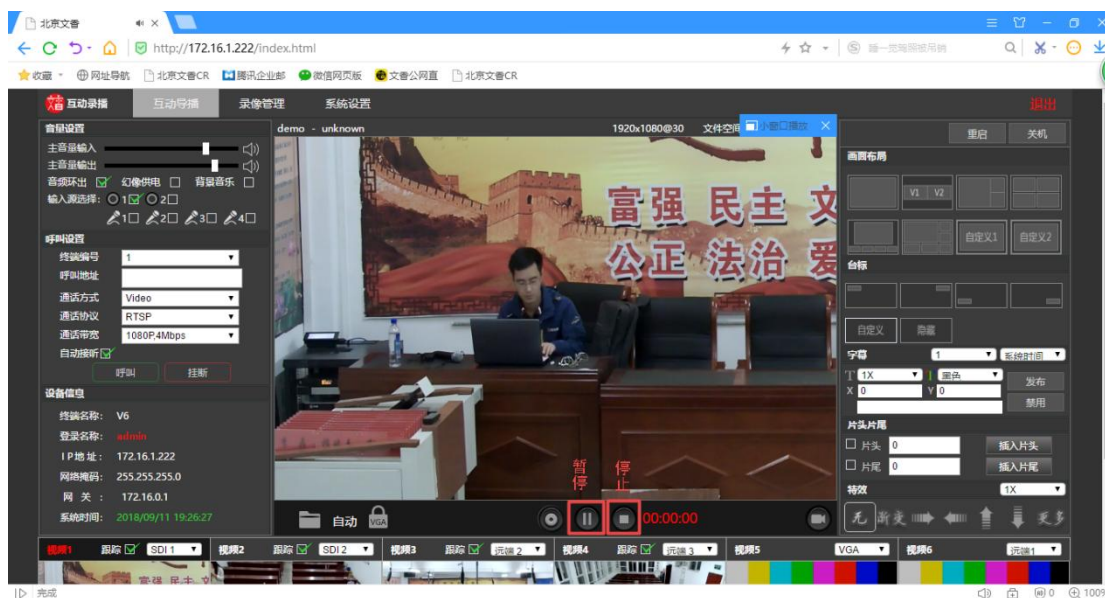 北京文香
http://172.16.1.222/index.html
收藏 网址导航 北京文香CR 腾讯企业邮 微信网页版 文香公网直 北京文香CR
文香 互动录播 互动导播 录像管理 系统设置 退出
音量设置 demo - unknown 1920x1080@30 文件空间 小窗口播放 重启 关机
主音量输入
主音量输出
音频环出 幻像供电 背景音乐
输入源选择: 1 2
1 2 3 4
呼叫设置
终端编号 1
呼叫地址
通话方式 Video
通话协议 RTSP
通话带宽 1080P,4Mbps
自动接听
呼叫 挂断
设备信息
终端名称: V6
登录名称: admin
IP地址: 172.16.1.222
网络掩码: 255.255.255.0
网 关: 172.16.0.1
系统时间: 2018/09/11 19:26:27
富强 民主 文
公正 法治 爱
暂停
停止
自动 VGA 00:00:00
画面布局
V1 V2
自定义1 自定义2
台标
自定义 隐藏
字幕 1 系统时间
T 1X 黑色 发布
X 0 Y 0
禁用
片头片尾
片头 0 插入片头
片尾 0 插入片尾
特效 1X
无 渐变 更多
视频1 跟踪 SDI 1 视频2 跟踪 SDI 2 视频3 跟踪 远端 2 视频4 跟踪 远端 3 视频5 VGA 视频6 远端1
富强 民主 文
完成 0 100%